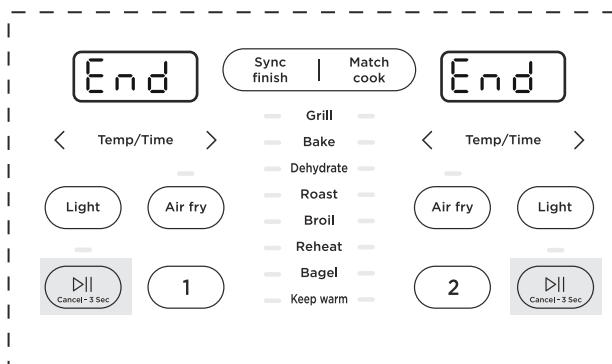 End
Sync finish
Match cook
End
Temp/Time
Temp/Time
Grill
Bake
Dehydrate
Roast
Broil
Reheat
Bagel
Keep warm
Light
Air fry
Air fry
Light
Cancel - 3 Sec
1
2
Cancel - 3 Sec